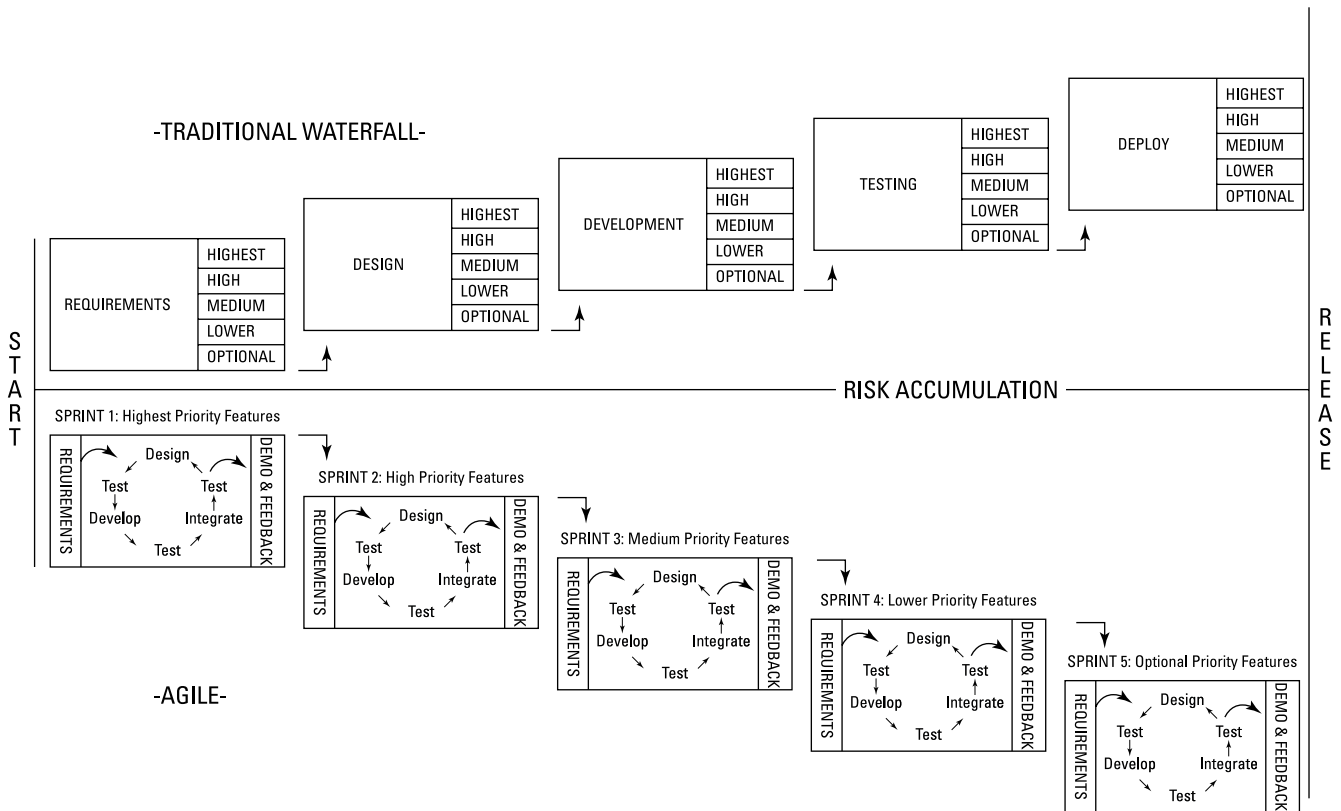 -TRADITIONAL WATERFALL-
REQUIREMENTS
HIGHEST
HIGH
MEDIUM
LOWER
OPTIONAL
DESIGN
HIGHEST
HIGH
MEDIUM
LOWER
OPTIONAL
DEVELOPMENT
HIGHEST
HIGH
MEDIUM
LOWER
OPTIONAL
TESTING
HIGHEST
HIGH
MEDIUM
LOWER
OPTIONAL
DEPLOY
HIGHEST
HIGH
MEDIUM
LOWER
OPTIONAL
START
RISK ACCUMULATION
RELEASE
SPRINT 1: Highest Priority Features
REQUIREMENTS
Design
Test
Test
Develop
Integrate
Test
DEMO & FEEDBACK
SPRINT 2: High Priority Features
REQUIREMENTS
Design
Test
Test
Develop
Integrate
Test
DEMO & FEEDBACK
SPRINT 3: Medium Priority Features
REQUIREMENTS
Design
Test
Test
Develop
Integrate
Test
DEMO & FEEDBACK
SPRINT 4: Lower Priority Features
REQUIREMENTS
Design
Test
Test
Develop
Integrate
Test
DEMO & FEEDBACK
SPRINT 5: Optional Priority Features
REQUIREMENTS
Design
Test
Test
Develop
Integrate
Test
DEMO & FEEDBACK
-AGILE-